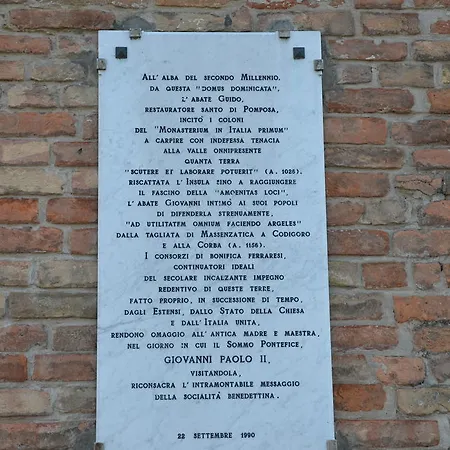 All'alba del secondo Millennio.
da questa "domus dominicata",
l'abate Guido,
restauratore santo di Pomposa,
incitò i coloni
del "Monasterium in Italia primum"
a carpire con indefessa tenacia
alla valle onnipresente
quanta terra
"scutere et laborare potuerit" (a. 1025).
riscattata l'Insula fino a raggiungere
il fascino della "amoenitas loci",
l'abate Giovanni intimò ai suoi popoli
di difenderla strenuamente,
"ad utilitatem omnium faciendo argeles"
dalla tagliata di Massenzatica a Codigoro
e alla Corba (a. 1156).
I consorzi di bonifica Ferraresi,
continuatori ideali
del secolare incalzante impegno
redentivo di queste terre,
fatto proprio, in successione di tempo,
dagli Estensi, dallo Stato della Chiesa
e dall'Italia unita,
rendono omaggio all'antica madre e maestra,
nel giorno in cui il Sommo Pontefice,
GIOVANNI PAOLO II,
visitandola,
riconsacra l'intramontabile messaggio
della socialità benedettina.
22 settembre 1990